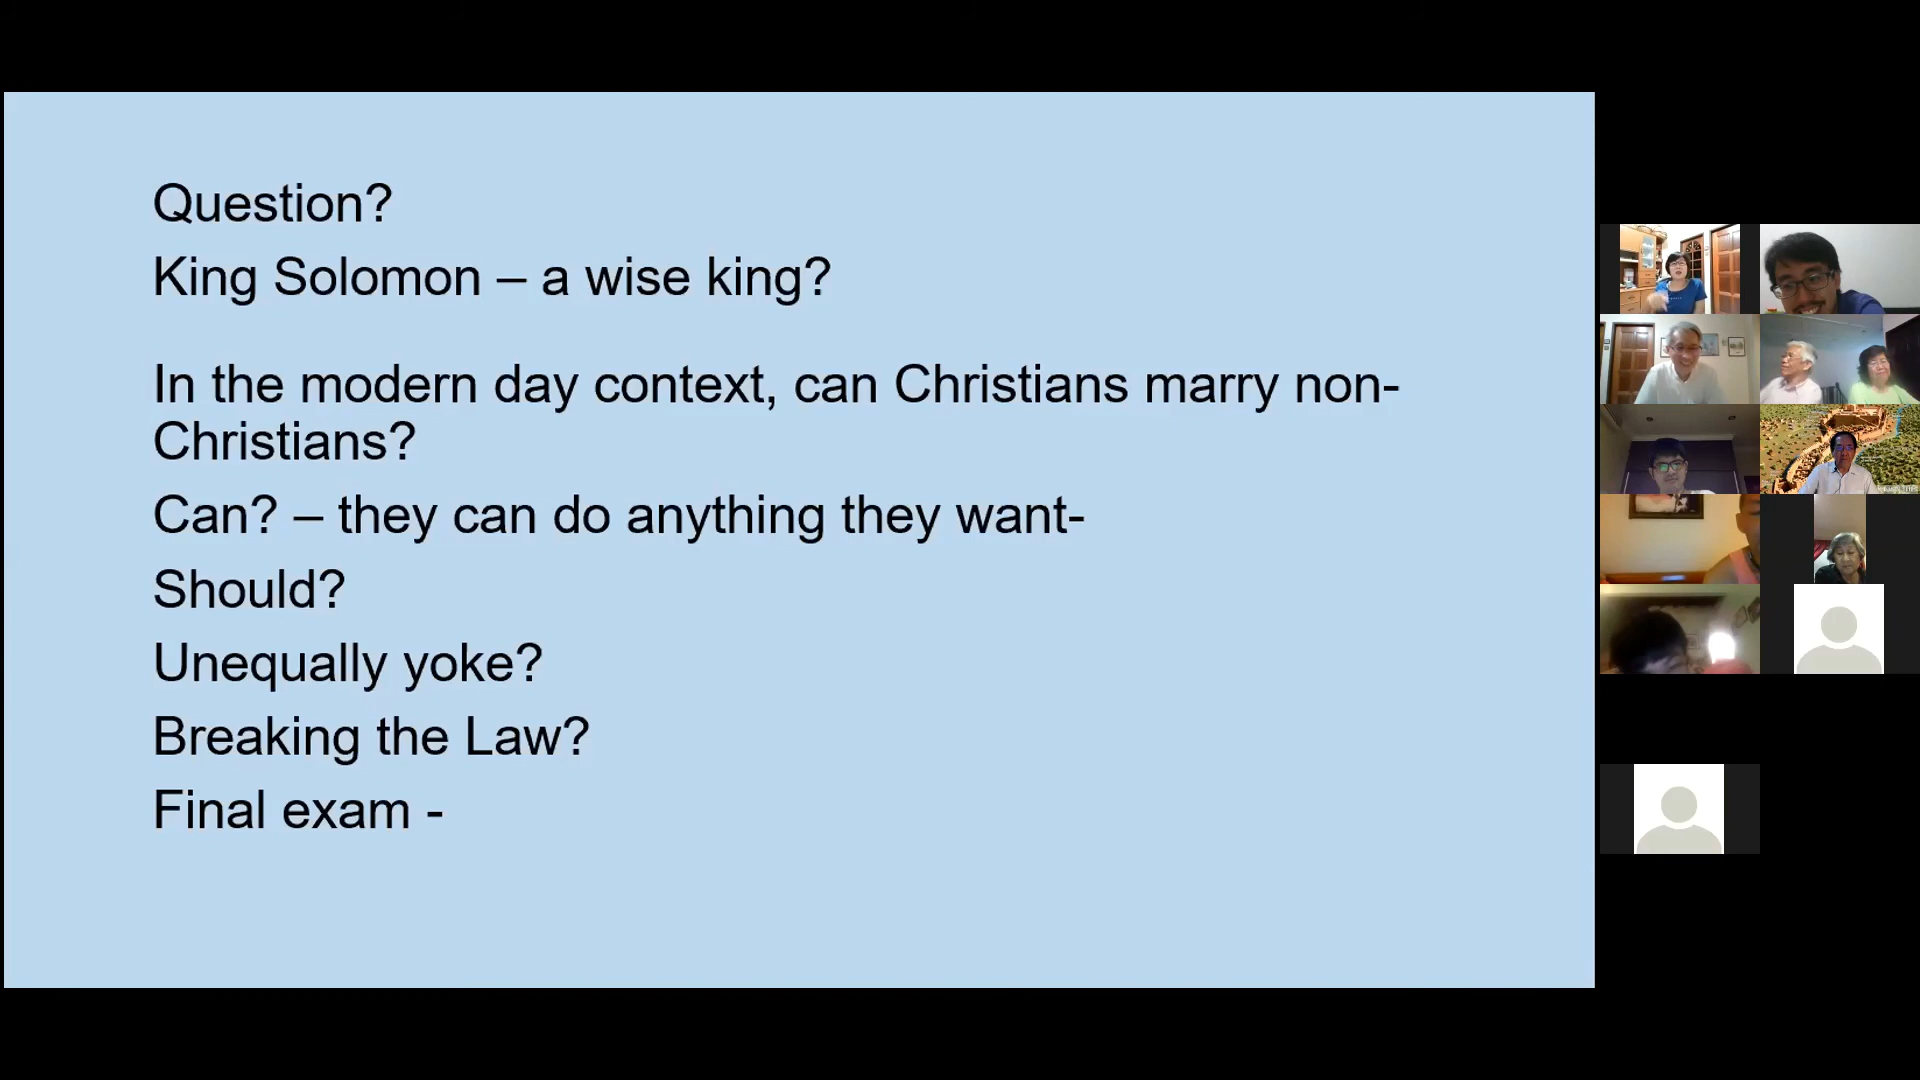 Question?
King Solomon – a wise king?
In the modern day context, can Christians marry non-
Christians?
Can? – they can do anything they want-
Should?
Unequally yoke?
Breaking the Law?
Final exam -